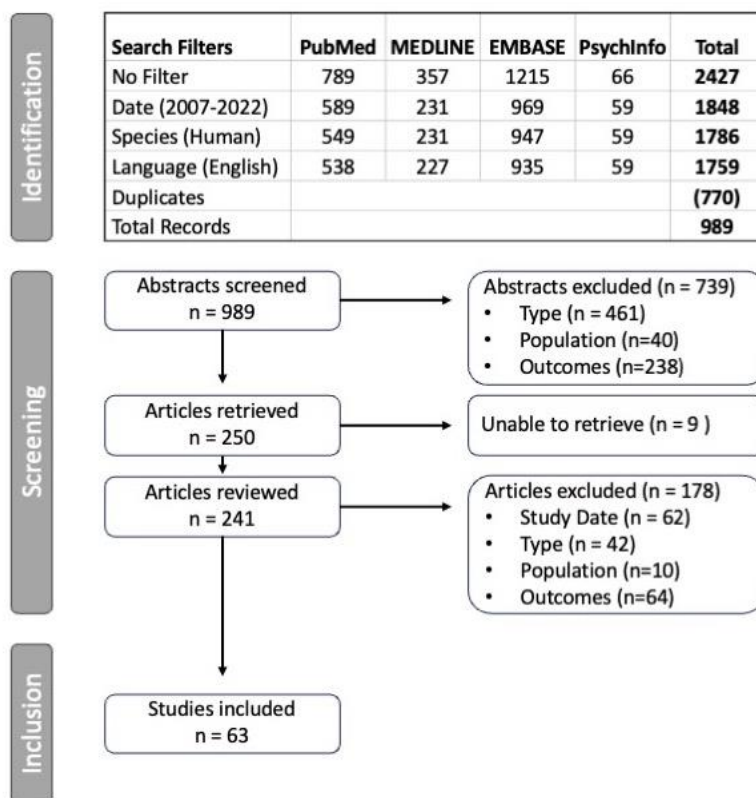 Identification
Search Filters PubMed MEDLINE EMBASE PsychInfo Total
No Filter 789 357 1215 66 2427
Date (2007-2022) 589 231 969 59 1848
Species (Human) 549 231 947 59 1786
Language (English) 538 227 935 59 1759
Duplicates (770)
Total Records 989
Screening
Abstracts screened
n = 989
Abstracts excluded (n = 739)
• Type (n = 461)
• Population (n=40)
• Outcomes (n=238)
Articles retrieved
n = 250
Unable to retrieve (n = 9 )
Articles reviewed
n = 241
Articles excluded (n = 178)
• Study Date (n = 62)
• Type (n = 42)
• Population (n=10)
• Outcomes (n=64)
Inclusion
Studies included
n = 63